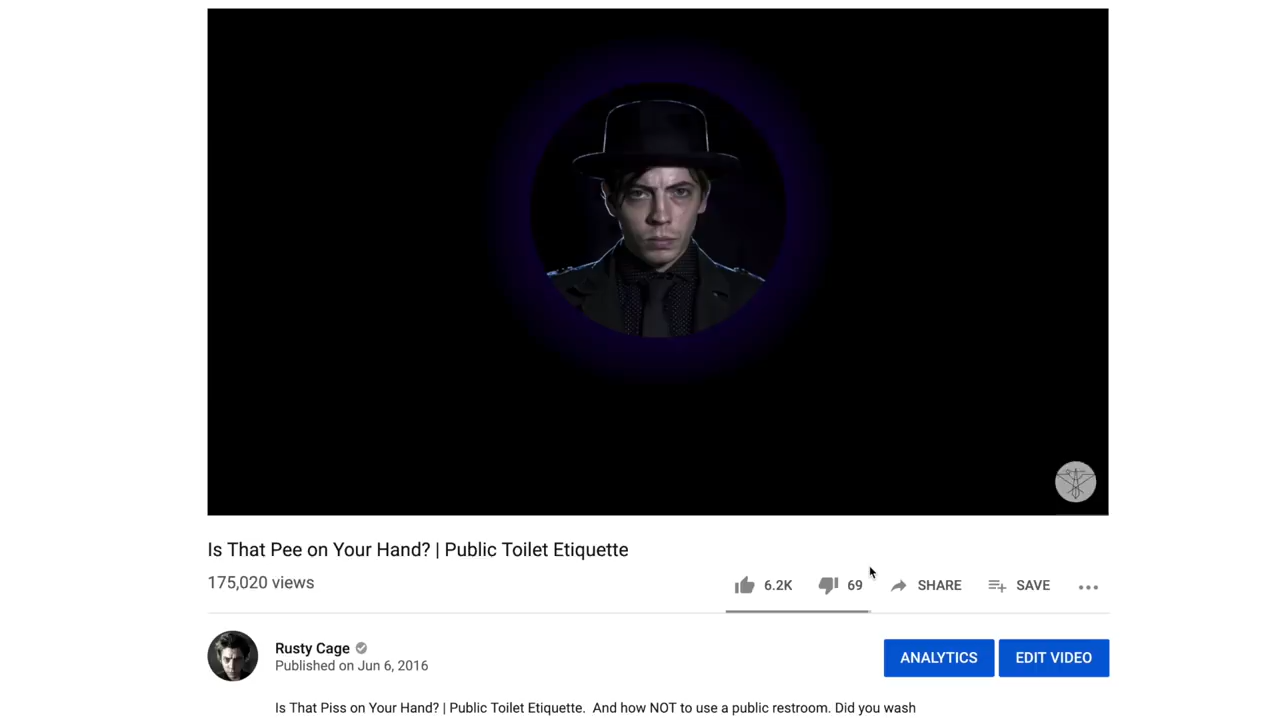 Is That Pee on Your Hand? | Public Toilet Etiquette
175,020 views
6.2K 69 SHARE SAVE
Rusty Cage
Published on Jun 6, 2016
ANALYTICS EDIT VIDEO
Is That Piss on Your Hand? | Public Toilet Etiquette. And how NOT to use a public restroom. Did you wash